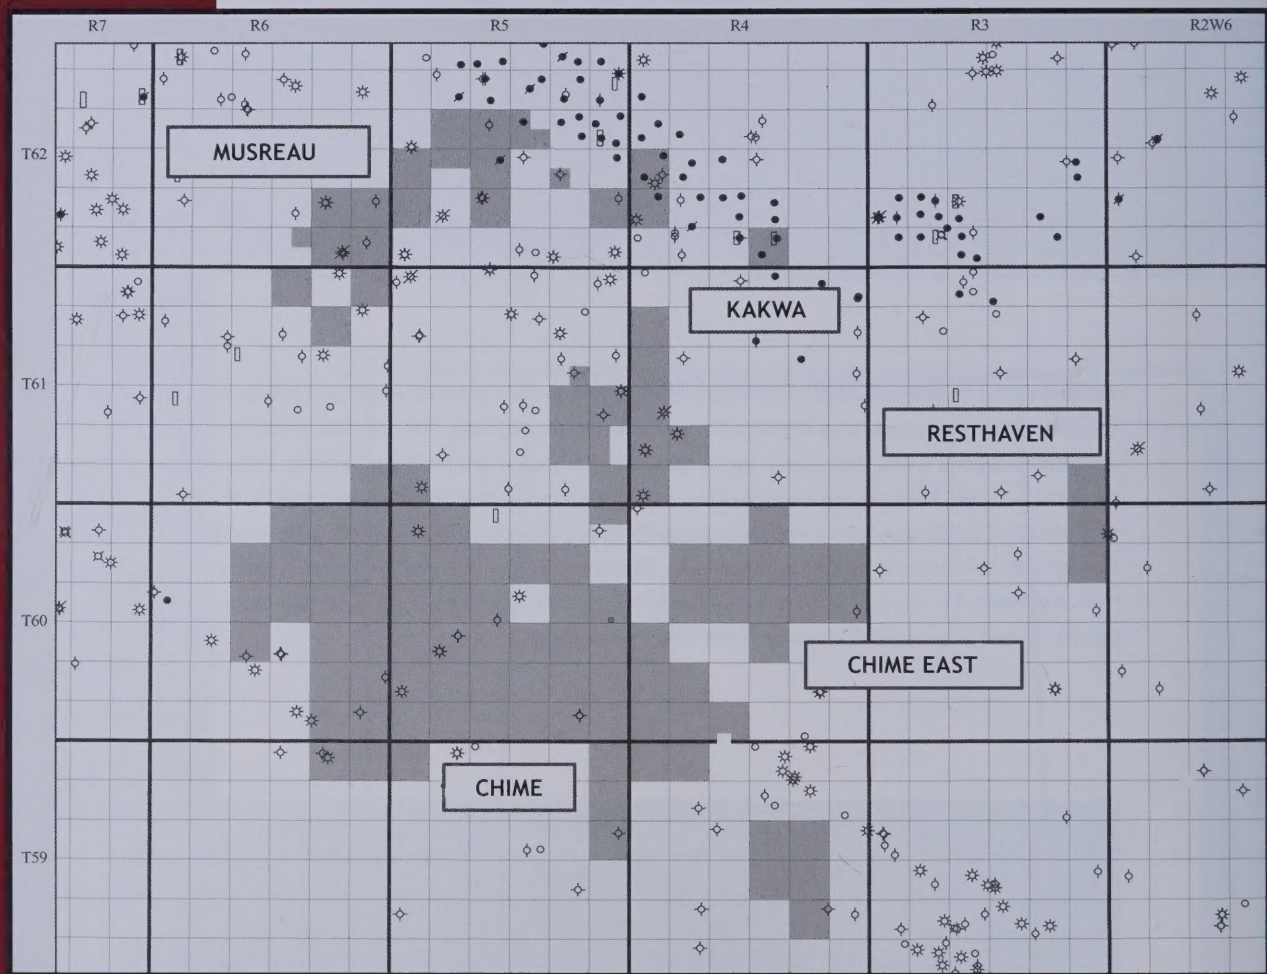 R7 R6 R5 R4 R3 R2W6
T62
MUSREAU
KAKWA
T61
RESTHAVEN
T60
CHIME EAST
CHIME
T59